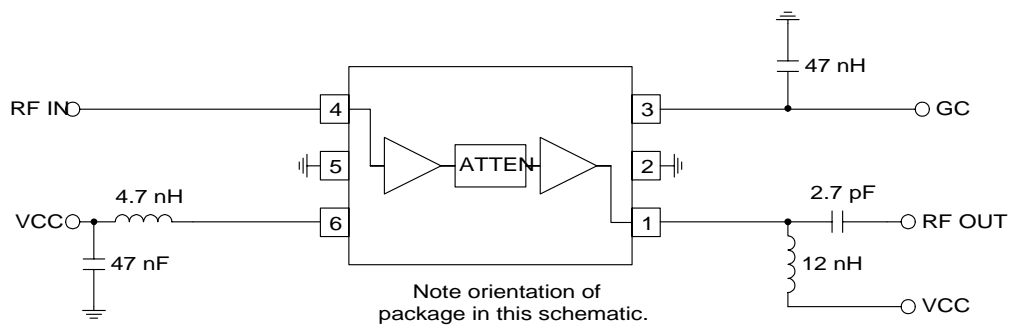 47 nH
RF IN
4
3
GC
5
ATTEN
2
4.7 nH
2.7 pF
VCC
6
1
RF OUT
47 nF
12 nH
Note orientation of
package in this schematic.
VCC